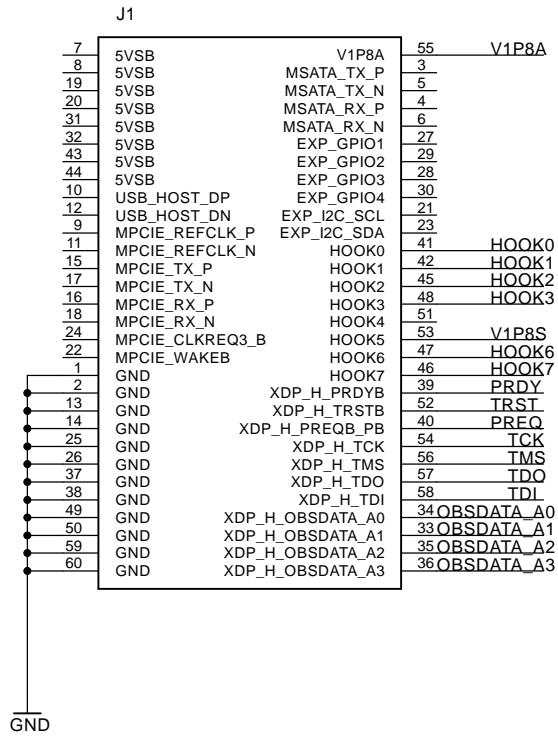 J1
7 5VSB V1P8A 55 V1P8A
8 5VSB MSATA_TX_P 3
19 5VSB MSATA_TX_N 5
20 5VSB MSATA_RX_P 4
31 5VSB MSATA_RX_N 6
32 5VSB EXP_GPIO1 27
43 5VSB EXP_GPIO2 29
44 5VSB EXP_GPIO3 28
10 USB_HOST_DP EXP_GPIO4 30
12 USB_HOST_DN EXP_I2C_SCL 21
9 MPCIE_REFCLK_P EXP_I2C_SDA 23
11 MPCIE_REFCLK_N HOOK0 41 HOOK0
15 MPCIE_TX_P HOOK1 42 HOOK1
17 MPCIE_TX_N HOOK2 45 HOOK2
16 MPCIE_RX_P HOOK3 48 HOOK3
18 MPCIE_RX_N HOOK4 51
24 MPCIE_CLKREQ3_B HOOK5 53 V1P8S
22 MPCIE_WAKEB HOOK6 47 HOOK6
1 GND HOOK7 46 HOOK7
2 GND XDP_H_PRDYB 39 PRDY
13 GND XDP_H_TRSTB 52 TRST
14 GND XDP_H_PREQB_PB 40 PREQ
25 GND XDP_H_TCK 54 TCK
26 GND XDP_H_TMS 56 TMS
37 GND XDP_H_TDO 57 TDO
38 GND XDP_H_TDI 58 TDI
49 GND XDP_H_OBSDATA_A0 34 OBSDATA_A0
50 GND XDP_H_OBSDATA_A1 33 OBSDATA_A1
59 GND XDP_H_OBSDATA_A2 35 OBSDATA_A2
60 GND XDP_H_OBSDATA_A3 36 OBSDATA_A3
GND